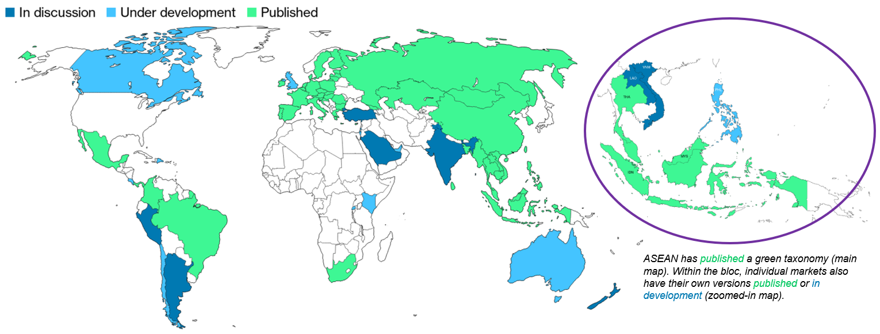 In discussion Under development Published
ASEAN has published a green taxonomy (main
map). Within the bloc, individual markets also
have their own versions published or in
development (zoomed-in map).